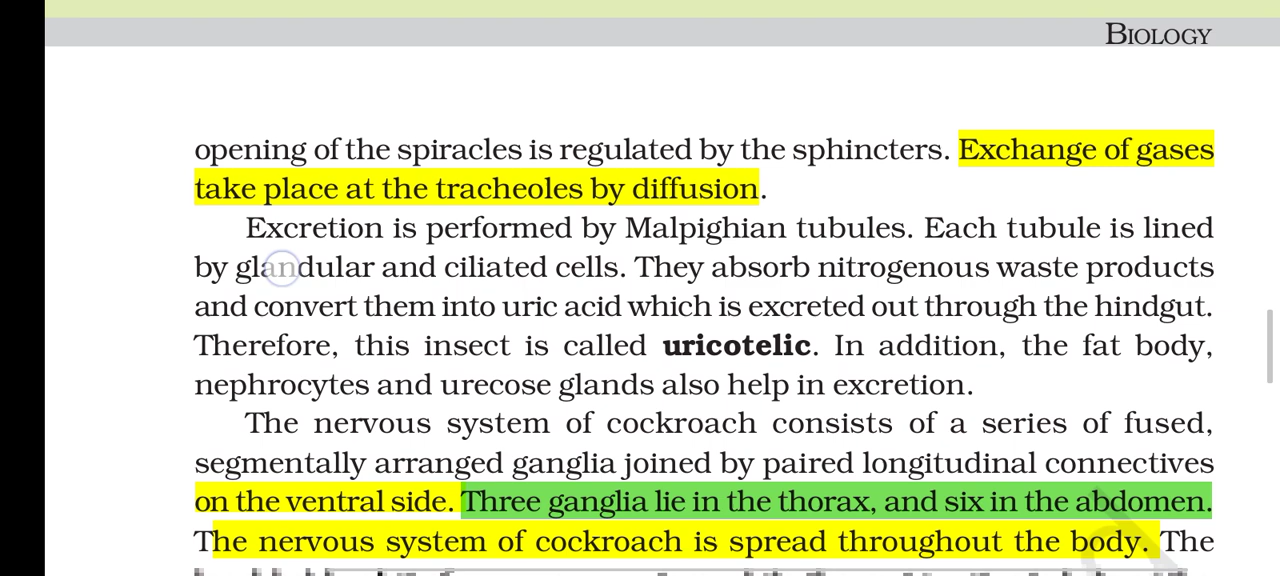 BIOLOGY
opening of the spiracles is regulated by the sphincters. Exchange of gases
take place at the tracheoles by diffusion.
Excretion is performed by Malpighian tubules. Each tubule is lined
by glandular and ciliated cells. They absorb nitrogenous waste products
and convert them into uric acid which is excreted out through the hindgut.
Therefore, this insect is called uricotelic. In addition, the fat body,
nephrocytes and urecose glands also help in excretion.
The nervous system of cockroach consists of a series of fused,
segmentally arranged ganglia joined by paired longitudinal connectives
on the ventral side. Three ganglia lie in the thorax, and six in the abdomen.
The nervous system of cockroach is spread throughout the body. The